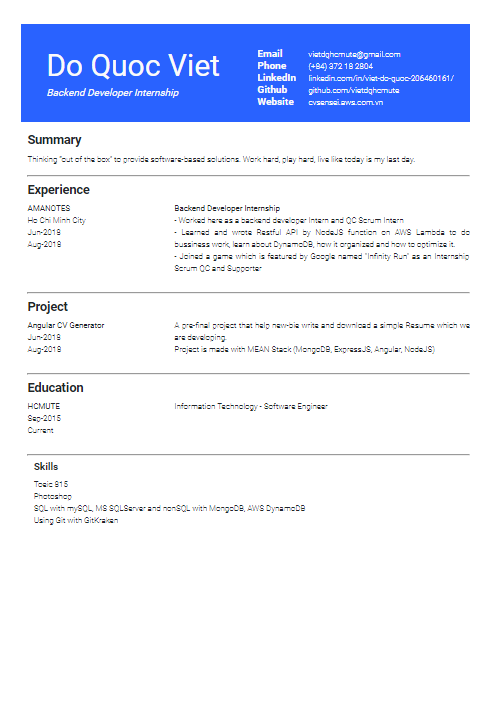 Do Quoc Viet
Backend Developer Internship
Email vietdqhcmute@gmail.com
Phone (+84) 372 18 2804
LinkedIn linkedin.com/in/viet-do-quoc-206460161/
Github github.com/vietdqhcmute
Website cvsensei.aws.com.vn
Summary
Thinking "out of the box" to provide software-based solutions. Work hard, play hard, live like today is my last day.
Experience
AMANOTES
Ho Chi Minh City
Jun-2018
Aug-2018
Backend Developer Internship
- Worked here as a backend developer Intern and QC Scrum Intern
- Learned and wrote Restful API by NodeJS function on AWS Lambda to do
bussiness work, learn about DynamoDB, how it organized and how to optimize it.
- Joined a game which is featured by Google named "Infinity Run" as an Internship
Scrum QC and Supporter
Project
Angular CV Generator
Jun-2018
Aug-2018
A pre-final project that help new-bie write and download a simple Resume which we
are developing.
Project is made with MEAN Stack (MongoDB, ExpressJS, Angular, NodeJS)
Education
HCMUTE
Sep-2015
Current
Information Technology - Software Engineer
Skills
Toeic 815
Photoshop
SQL with mySQL, MS SQLServer and nonSQL with MongoDB, AWS DynamoDB
Using Git with GitKraken